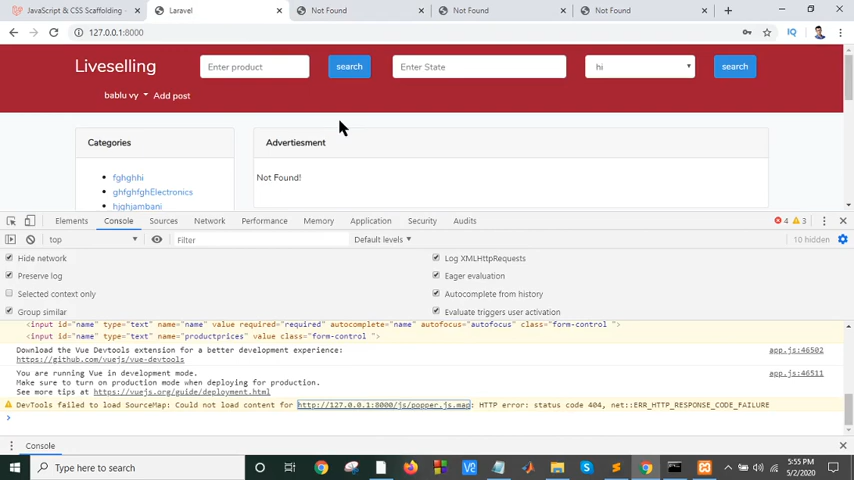 JavaScript & CSS Scaffolding -
Laravel
Not Found
Not Found
Not Found
127.0.0.1:8000
Liveselling
Enter product
search
Enter State
hi
search
bablu vy
Add post
Categories
Advertiesment
fghghhi
Not Found!
ghfghfghElectronics
hjghjambani
Elements Console Sources Network Performance Memory Application Security Audits
4 3
top
Filter
Default levels
10 hidden
Hide network
Log XMLHttpRequests
Preserve log
Eager evaluation
Selected context only
Autocomplete from history
Group similar
Evaluate triggers user activation
<input id="name" type="text" name="name" value required="required" autocomplete="name" autofocus="autofocus" class="form-control ">
<input id="name" type="text" name="productprices" value class="form-control ">
Download the Vue Devtools extension for a better development experience: app.js:46502
https://github.com/vuejs/vue-devtools
You are running Vue in development mode. app.js:46511
Make sure to turn on production mode when deploying for production.
See more tips at https://vuejs.org/guide/deployment.html
DevTools failed to load SourceMap: Could not load content for http://127.0.0.1:8000/js/popper.js.map: HTTP error: status code 404, net::ERR_HTTP_RESPONSE_CODE_FAILURE
Console
Type here to search
5:55 PM
5/2/2020